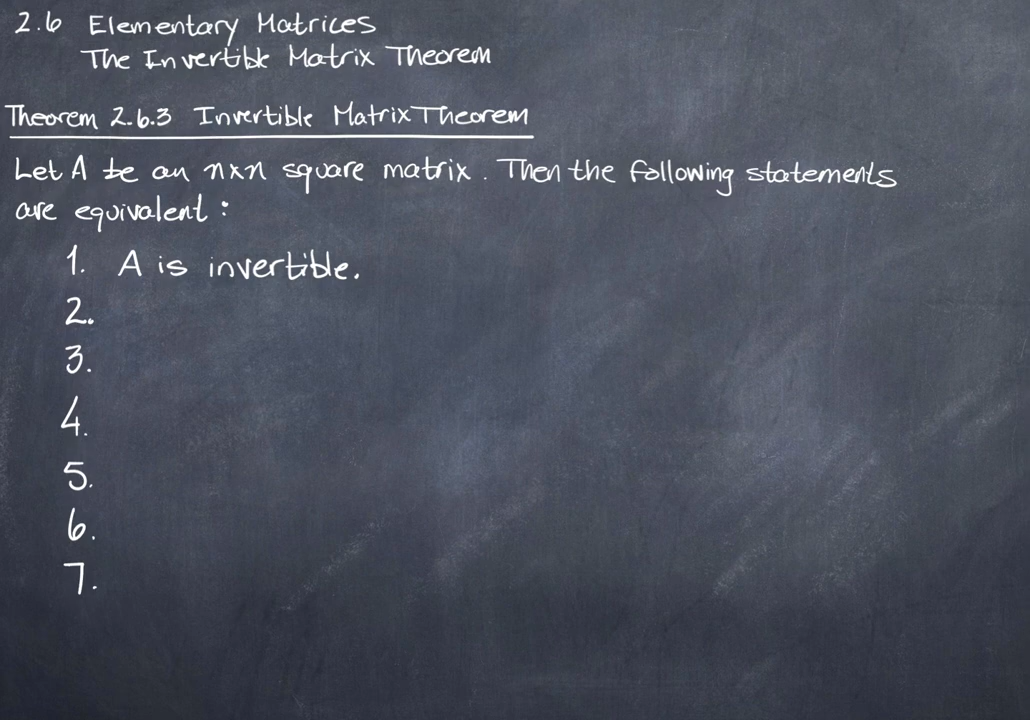 2.6 Elementary Matrices
The Invertible Matrix Theorem
Theorem 2.6.3 Invertible Matrix Theorem
Let A be an n×n square matrix. Then the following statements
are equivalent:
1. A is invertible.
2.
3.
4.
5.
6.
7.